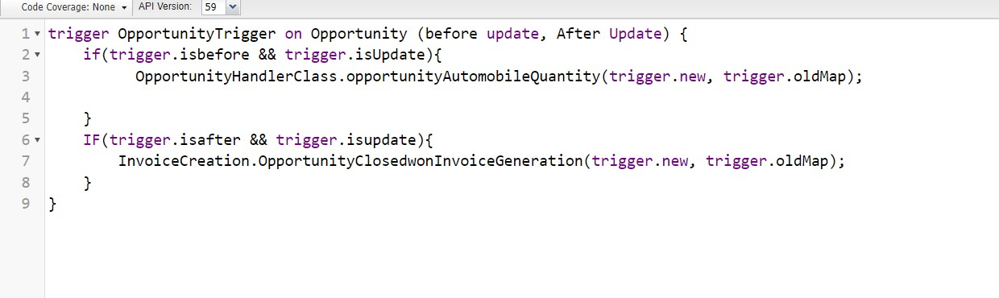 Code Coverage: None API Version: 59
1 trigger OpportunityTrigger on Opportunity (before update, After Update) {
2 if(trigger.isbefore && trigger.isUpdate){
3 OpportunityHandlerClass.opportunityAutomobileQuantity(trigger.new, trigger.oldMap);
4
5 }
6 IF(trigger.isafter && trigger.isupdate){
7 InvoiceCreation.OpportunityClosedwonInvoiceGeneration(trigger.new, trigger.oldMap);
8 }
9 }